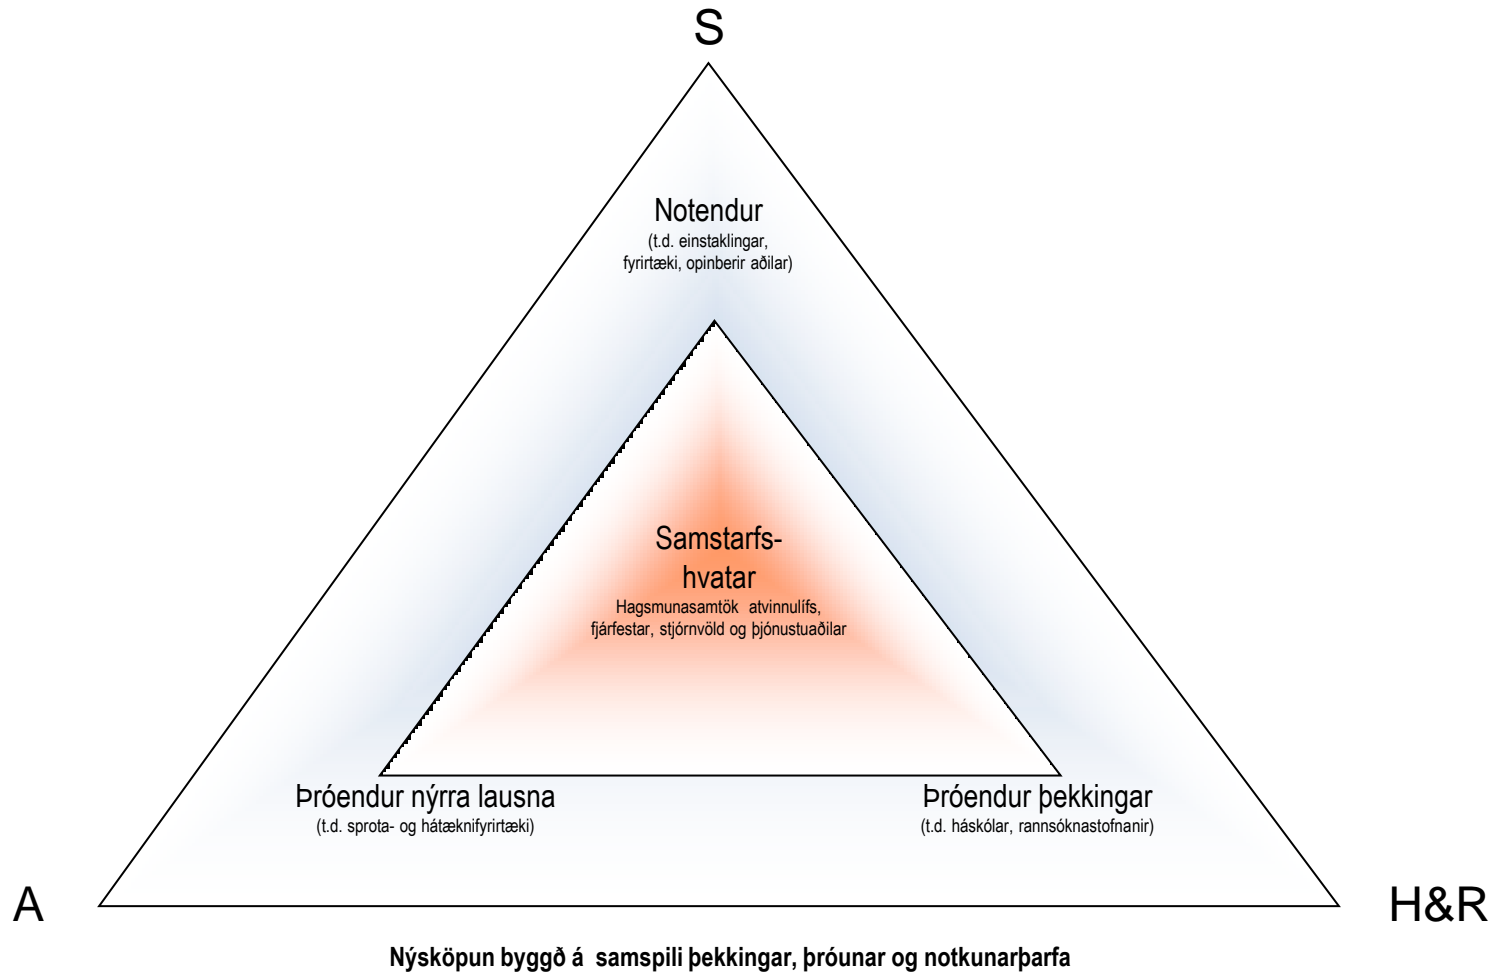 S
Notendur
(t.d. einstaklingar,
fyrirtæki, opinberir aðilar)
Samstarfs-
hvatar
Hagsmunasamtök atvinnulífs,
fjárfestar, stjórnvöld og þjónustuaðilar
Þróendur nýrra lausna
(t.d. sprota- og hátæknifyrirtæki)
Þróendur þekkingar
(t.d. háskólar, rannsóknastofnanir)
A
H&R
Nýsköpun byggð á samspili þekkingar, þróunar og notkunarþarfa